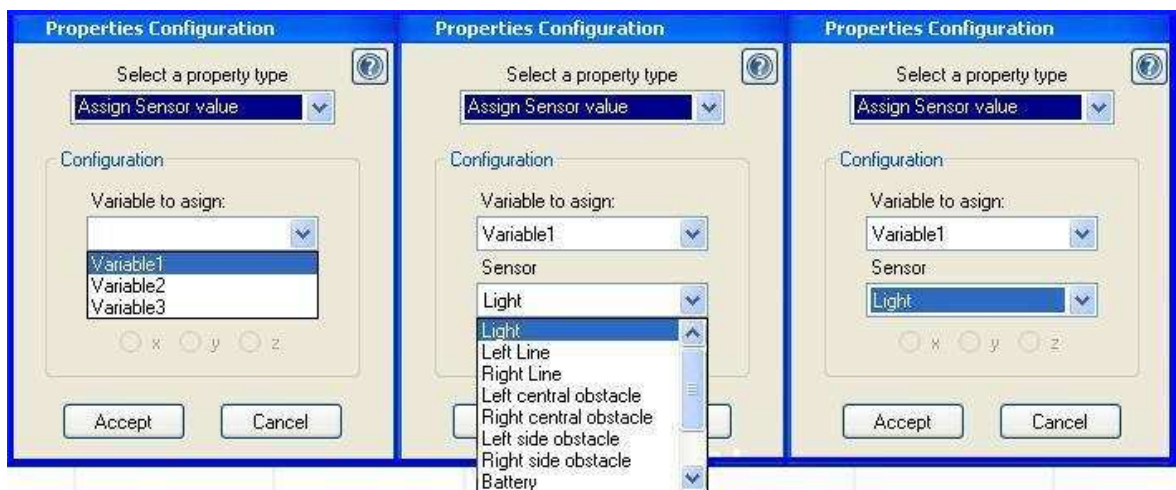 Properties Configuration
Select a property type
Assign Sensor value
Configuration
Variable to asign:
Variable1
Variable2
Variable3
x y z
Accept Cancel
Properties Configuration
Select a property type
Assign Sensor value
Configuration
Variable to asign:
Variable1
Sensor
Light
Light
Left Line
Right Line
Left central obstacle
Right central obstacle
Left side obstacle
Right side obstacle
Battery
Properties Configuration
Select a property type
Assign Sensor value
Configuration
Variable to asign:
Variable1
Sensor
Light
x y z
Accept Cancel